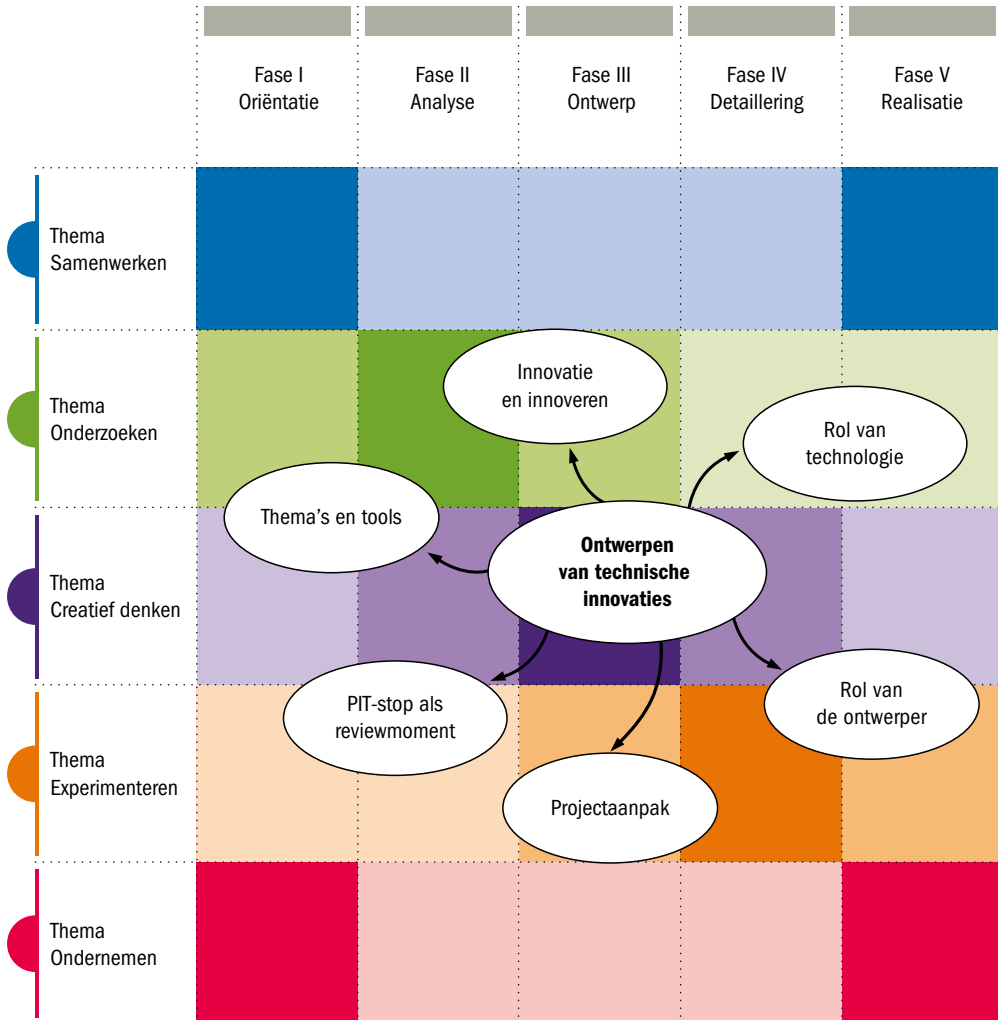 Fase I
Oriëntatie
Fase II
Analyse
Fase III
Ontwerp
Fase IV
Detaillering
Fase V
Realisatie
Thema
Samenwerken
Thema
Onderzoeken
Innovatie
en innoveren
Rol van
technologie
Thema's en tools
Thema
Creatief denken
Ontwerpen
van technische
innovaties
PIT-stop als
reviewmoment
Rol van
de ontwerper
Thema
Experimenteren
Projectaanpak
Thema
Ondernemen